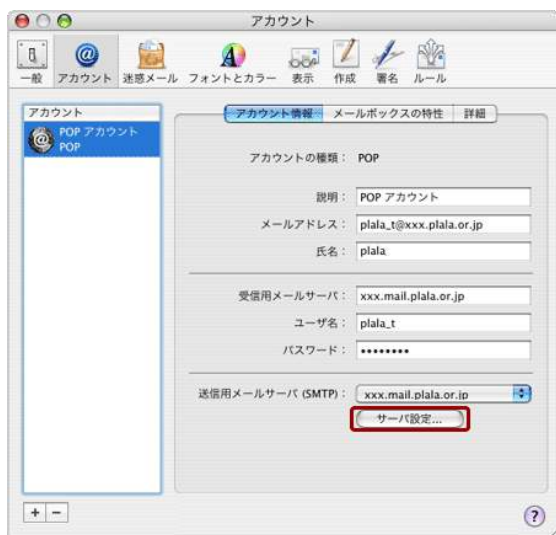 アカウント
一般 アカウント 迷惑メール フォントとカラー 表示 作成 署名 ルール
アカウント
POP アカウント
POP
アカウント情報 メールボックスの特性 詳細
アカウントの種類： POP
説明： POP アカウント
メールアドレス： plala_t@xxx.plala.or.jp
氏名： plala
受信用メールサーバ： xxx.mail.plala.or.jp
ユーザ名： plala_t
パスワード： ••••••••
送信用メールサーバ (SMTP)： xxx.mail.plala.or.jp
サーバ設定...
+ − ?